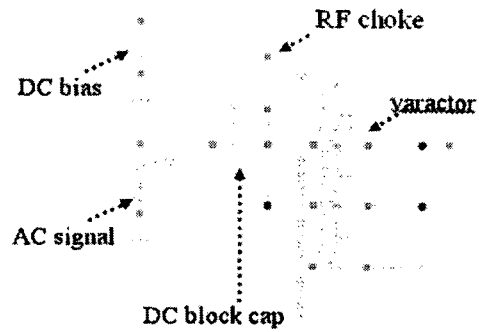 RF choke
DC bias
varactor
AC signal
DC block cap